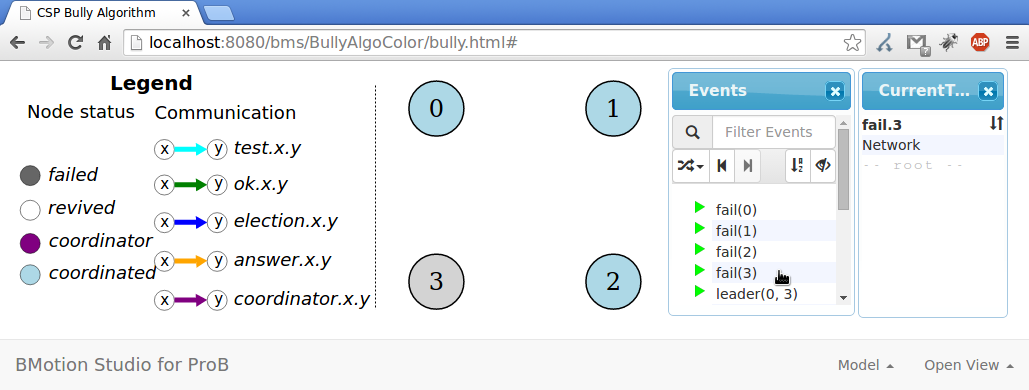 CSP Bully Algorithm
localhost:8080/bms/BullyAlgoColor/bully.html#
ABP
Legend
Node status
Communication
failed
revived
coordinator
coordinated
x y test.x.y
x y ok.x.y
x y election.x.y
x y answer.x.y
x y coordinator.x.y
0
1
3
2
Events
Filter Events
fail(0)
fail(1)
fail(2)
fail(3)
leader(0, 3)
CurrentT...
fail.3
Network
-- root --
BMotion Studio for ProB
Model
Open View